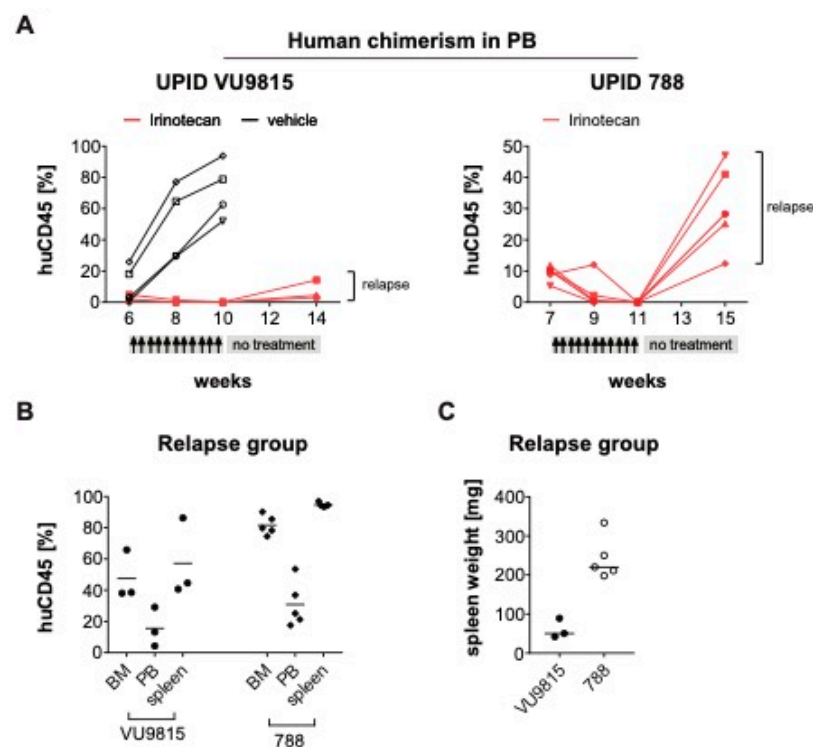 A
Human chimerism in PB
UPID VU9815
UPID 788
Irinotecan vehicle
Irinotecan
huCD45 [%]
100
80
60
40
20
0
6 8 10 12 14
relapse
no treatment
weeks
huCD45 [%]
50
40
30
20
10
0
7 9 11 13 15
relapse
no treatment
weeks
B
Relapse group
huCD45 [%]
100
80
60
40
20
0
BM PB spleen BM PB spleen
VU9815 788
C
Relapse group
spleen weight [mg]
400
300
200
100
0
VU9815 788